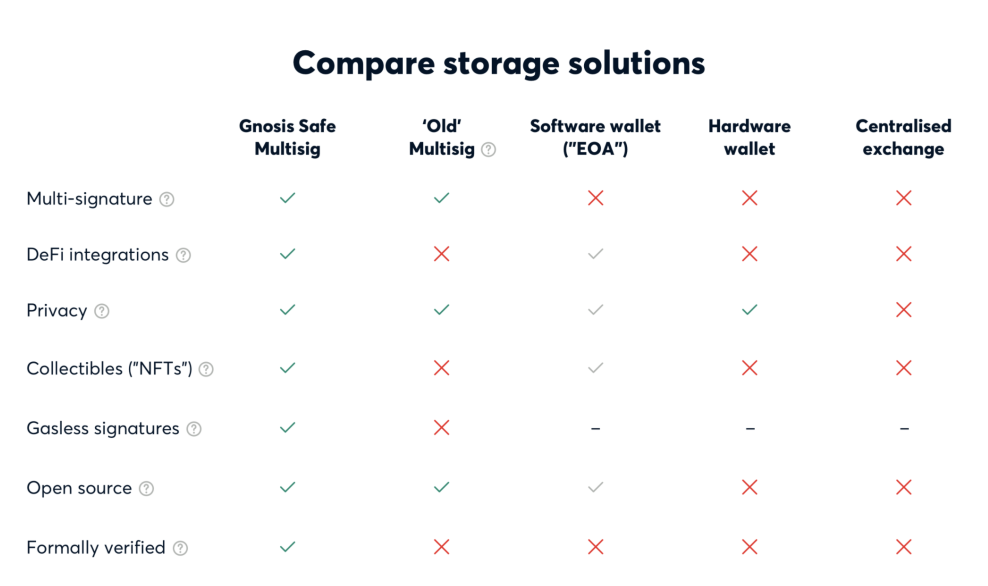 Compare storage solutions
Gnosis Safe Multisig
‘Old’ Multisig ?
Software wallet ("EOA")
Hardware wallet
Centralised exchange
Multi-signature ? ✓ ✓ ✕ ✕ ✕
DeFi integrations ? ✓ ✕ ✓ ✕ ✕
Privacy ? ✓ ✓ ✓ ✓ ✕
Collectibles ("NFTs") ? ✓ ✕ ✓ ✕ ✕
Gasless signatures ? ✓ ✕ – – –
Open source ? ✓ ✓ ✓ ✕ ✕
Formally verified ? ✓ ✕ ✕ ✕ ✕